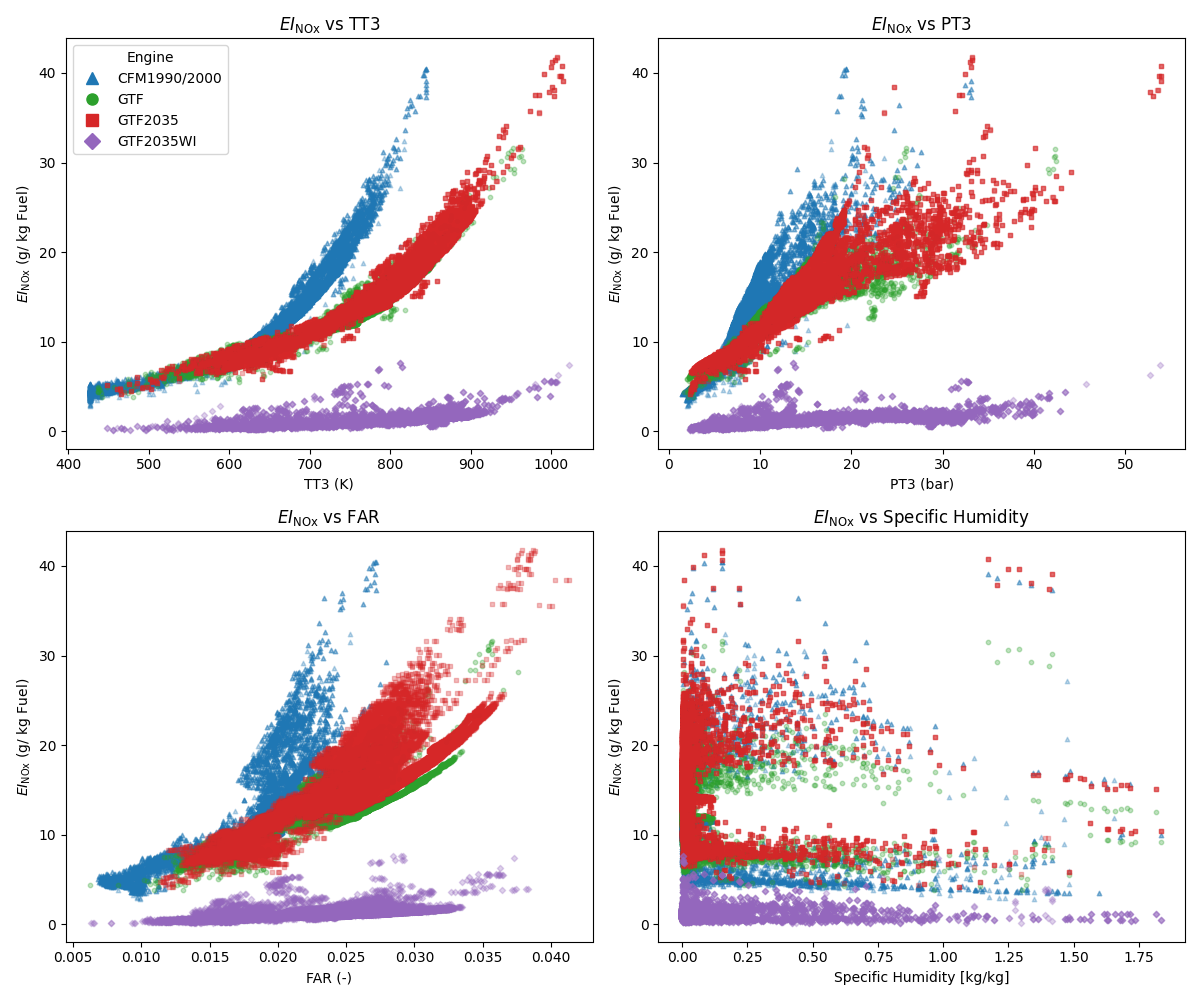 EI_NOx vs TT3
EI_NOx (g/ kg Fuel)
40
30
20
10
0
Engine
CFM1990/2000
GTF
GTF2035
GTF2035WI
400 500 600 700 800 900 1000
TT3 (K)
EI_NOx vs PT3
EI_NOx (g/ kg Fuel)
40
30
20
10
0
0 10 20 30 40 50
PT3 (bar)
EI_NOx vs FAR
EI_NOx (g/ kg Fuel)
40
30
20
10
0
0.005 0.010 0.015 0.020 0.025 0.030 0.035 0.040
FAR (-)
EI_NOx vs Specific Humidity
EI_NOx (g/ kg Fuel)
40
30
20
10
0
0.00 0.25 0.50 0.75 1.00 1.25 1.50 1.75
Specific Humidity [kg/kg]